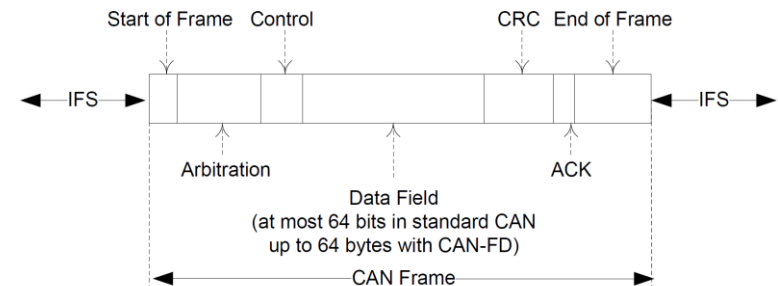 Start of Frame Control CRC End of Frame
IFS IFS
Arbitration ACK
Data Field
(at most 64 bits in standard CAN
up to 64 bytes with CAN-FD)
CAN Frame